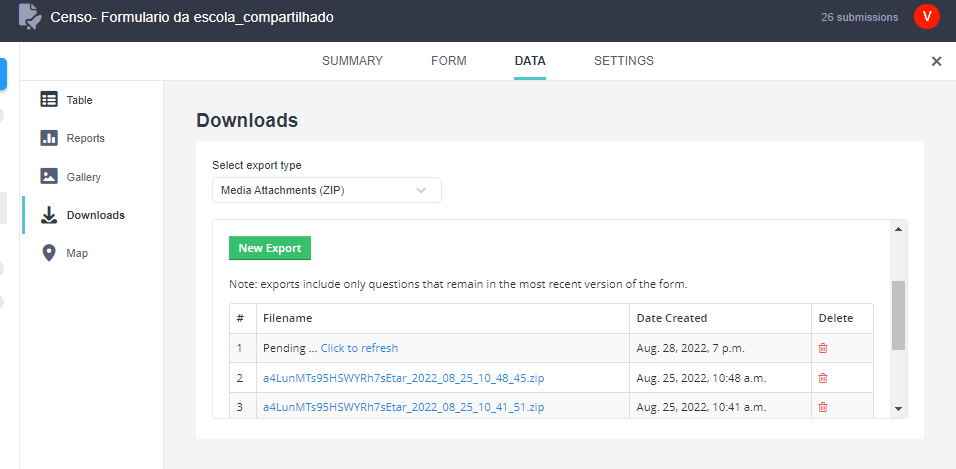 Censo- Formulario da escola_compartilhado
26 submissions
V
SUMMARY FORM DATA SETTINGS
Table
Reports
Gallery
Downloads
Map
Downloads
Select export type
Media Attachments (ZIP)
New Export
Note: exports include only questions that remain in the most recent version of the form.
# Filename Date Created Delete
1 Pending ... Click to refresh Aug. 28, 2022, 7 p.m.
2 a4LunMTs95HSWYRh7sEtar_2022_08_25_10_48_45.zip Aug. 25, 2022, 10:48 a.m.
3 a4LunMTs95HSWYRh7sEtar_2022_08_25_10_41_51.zip Aug. 25, 2022, 10:41 a.m.